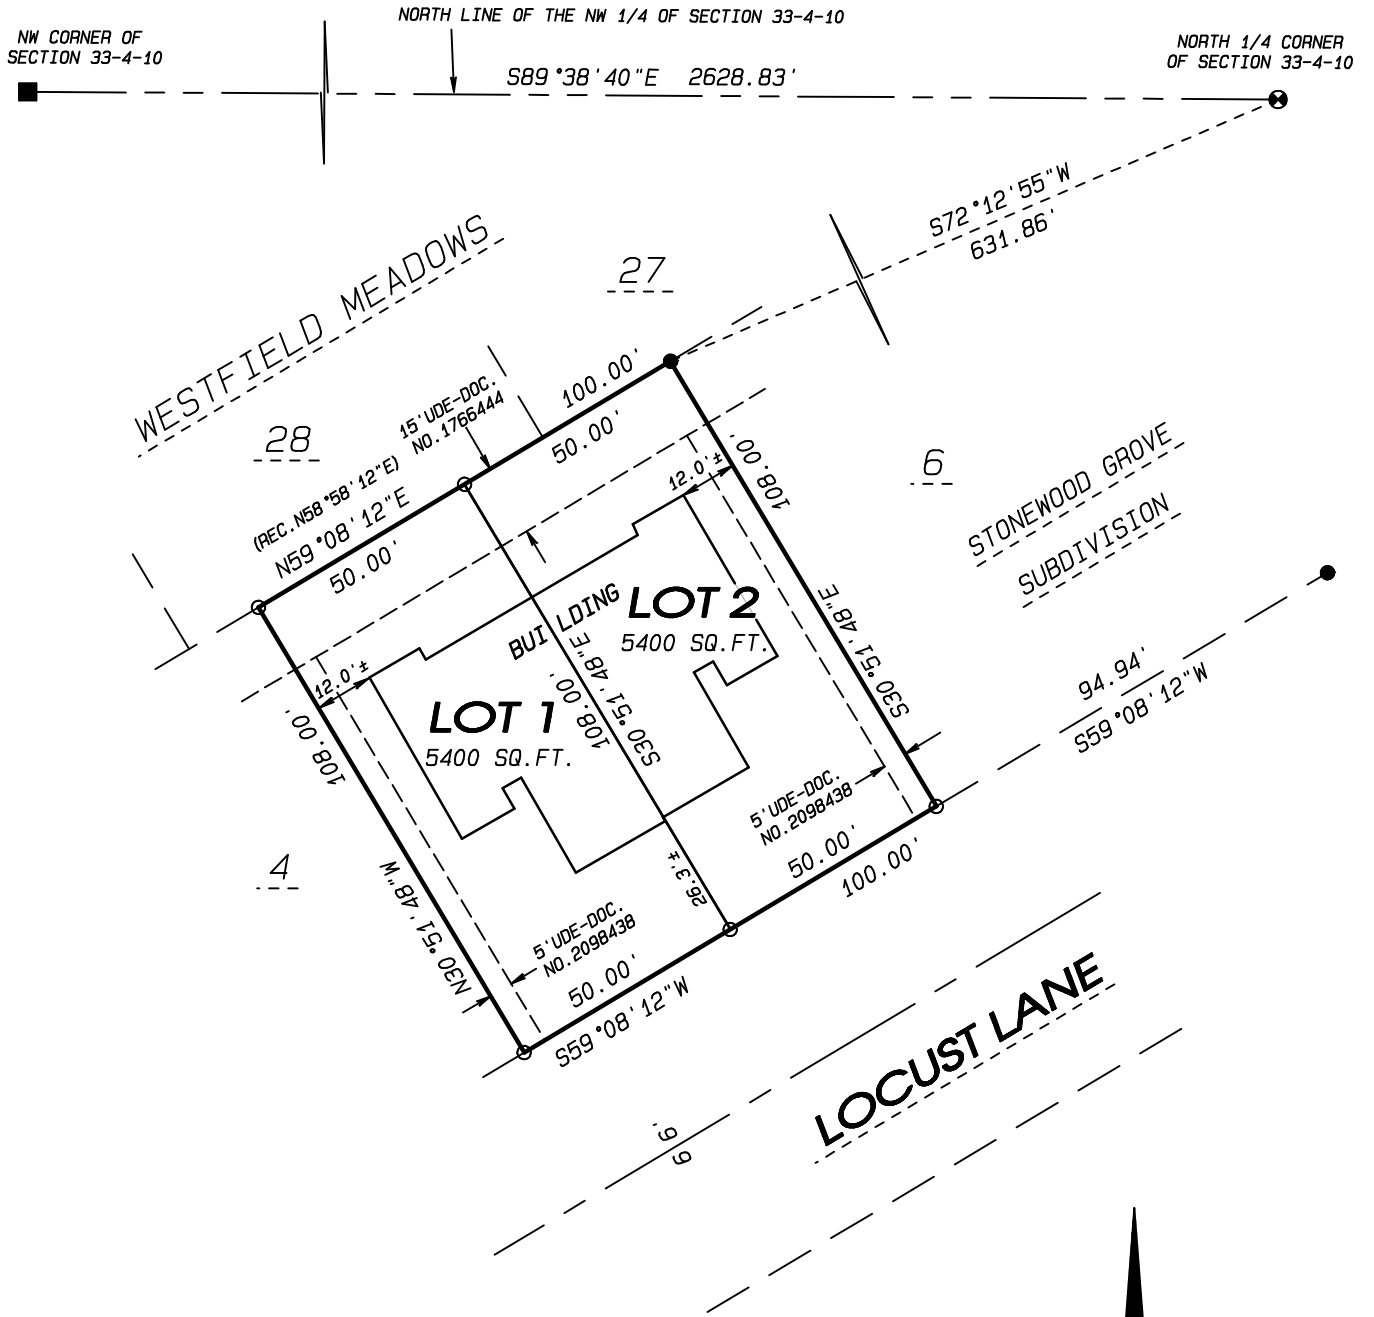 NORTH LINE OF THE NW 1/4 OF SECTION 33-4-10
NW CORNER OF
SECTION 33-4-10
NORTH 1/4 CORNER
OF SECTION 33-4-10
S89°38'40"E 2628.83'
S72°12'55"W
631.86'
WESTFIELD MEADOWS
27
28
100.00'
50.00'
15'UDE-DOC.
NO.1766444
(REC.N58°58'12"E)
N59°08'12"E
50.00'
12.0'±
108.00'
6
STONEWOOD GROVE
SUBDIVISION
BUILDING
LOT 2
5400 SQ.FT.
S30°51'48"E
108.00'
S30°51'48"E
12.0'±
LOT 1
5400 SQ.FT.
108.00'
94.94'
S59°08'12"W
5'UDE-DOC.
NO.2098438
50.00'
100.00'
26.3'±
4
N30°51'48"W
5'UDE-DOC.
NO.2098438
50.00'
S59°08'12"W
LOCUST LANE
66'